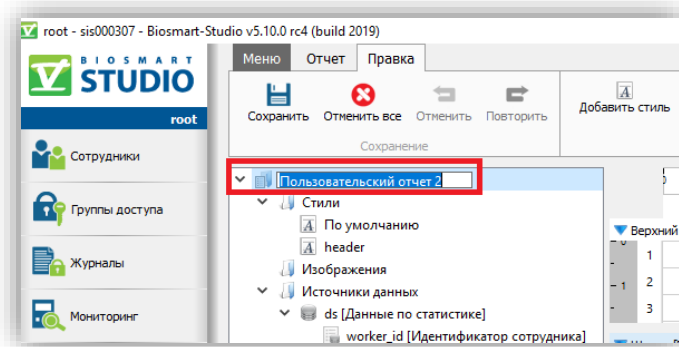 root - sis000307 - Biosmart-Studio v5.10.0 rc4 (build 2019)
BIOSMART
STUDIO
root
Сотрудники
Группы доступа
Журналы
Мониторинг
Меню Отчет Правка
Сохранить Отменить все Отменить Повторить
Сохранение
Добавить стиль
Пользовательский отчет 2
Стили
По умолчанию
header
Изображения
Источники данных
ds [Данные по статистике]
worker_id [Идентификатор сотрудника]
Верхний
0
1
1
2
3